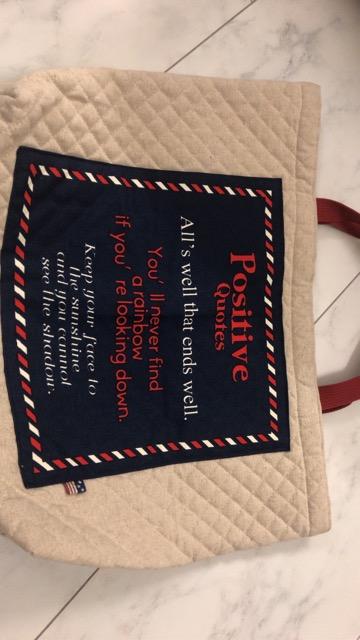 Positive
Quotes
All's well that ends well.
You'll never find
a rainbow
if you're looking down.
Keep your face to
the sunshine
and you cannot
see the shadow.